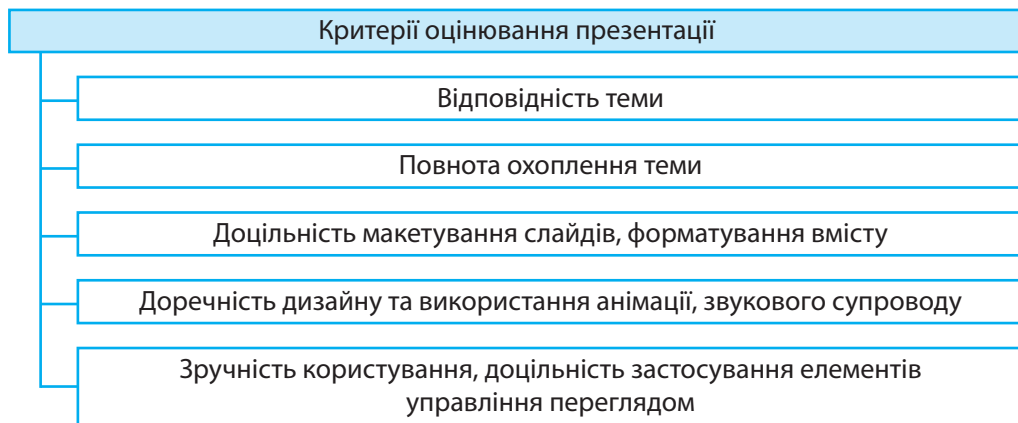 Критерії оцінювання презентації
Відповідність теми
Повнота охоплення теми
Доцільність макетування слайдів, форматування вмісту
Доречність дизайну та використання анімації, звукового супроводу
Зручність користування, доцільність застосування елементів
управління переглядом